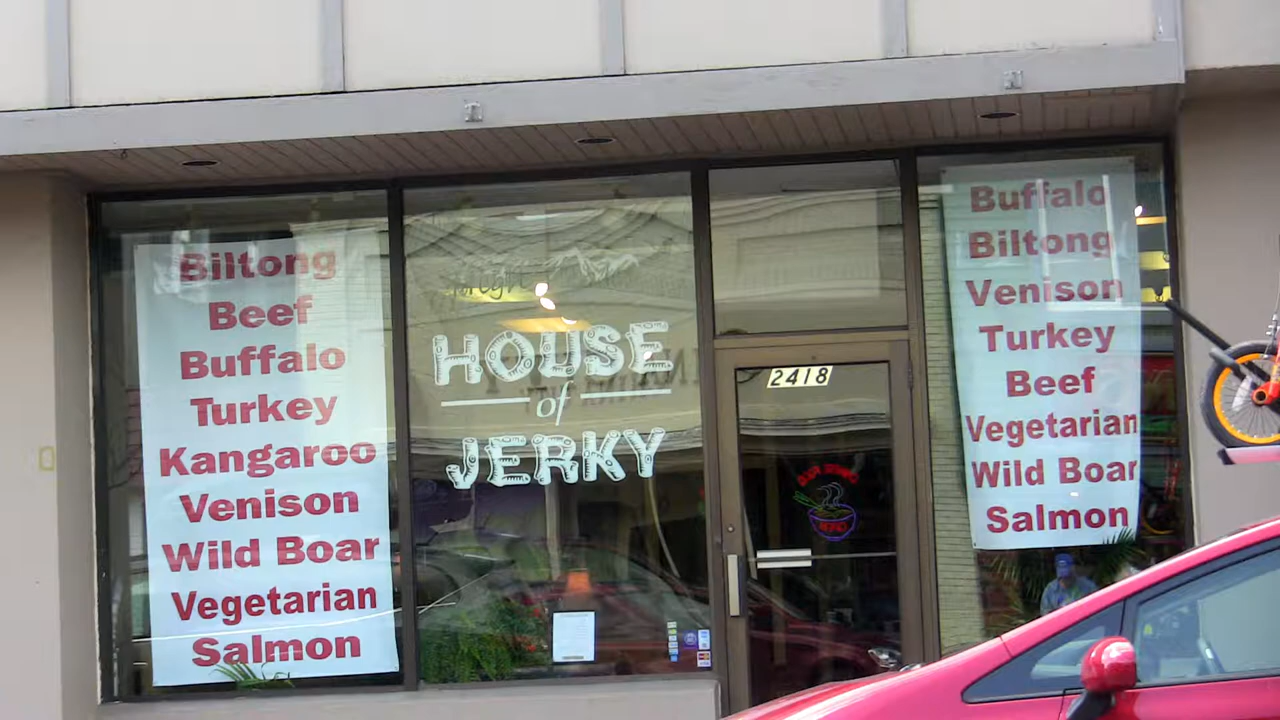 Biltong
Beef
Buffalo
Turkey
Kangaroo
Venison
Wild Boar
Vegetarian
Salmon
HOUSE
of
JERKY
2418
Buffalo
Biltong
Venison
Turkey
Beef
Vegetarian
Wild Boar
Salmon